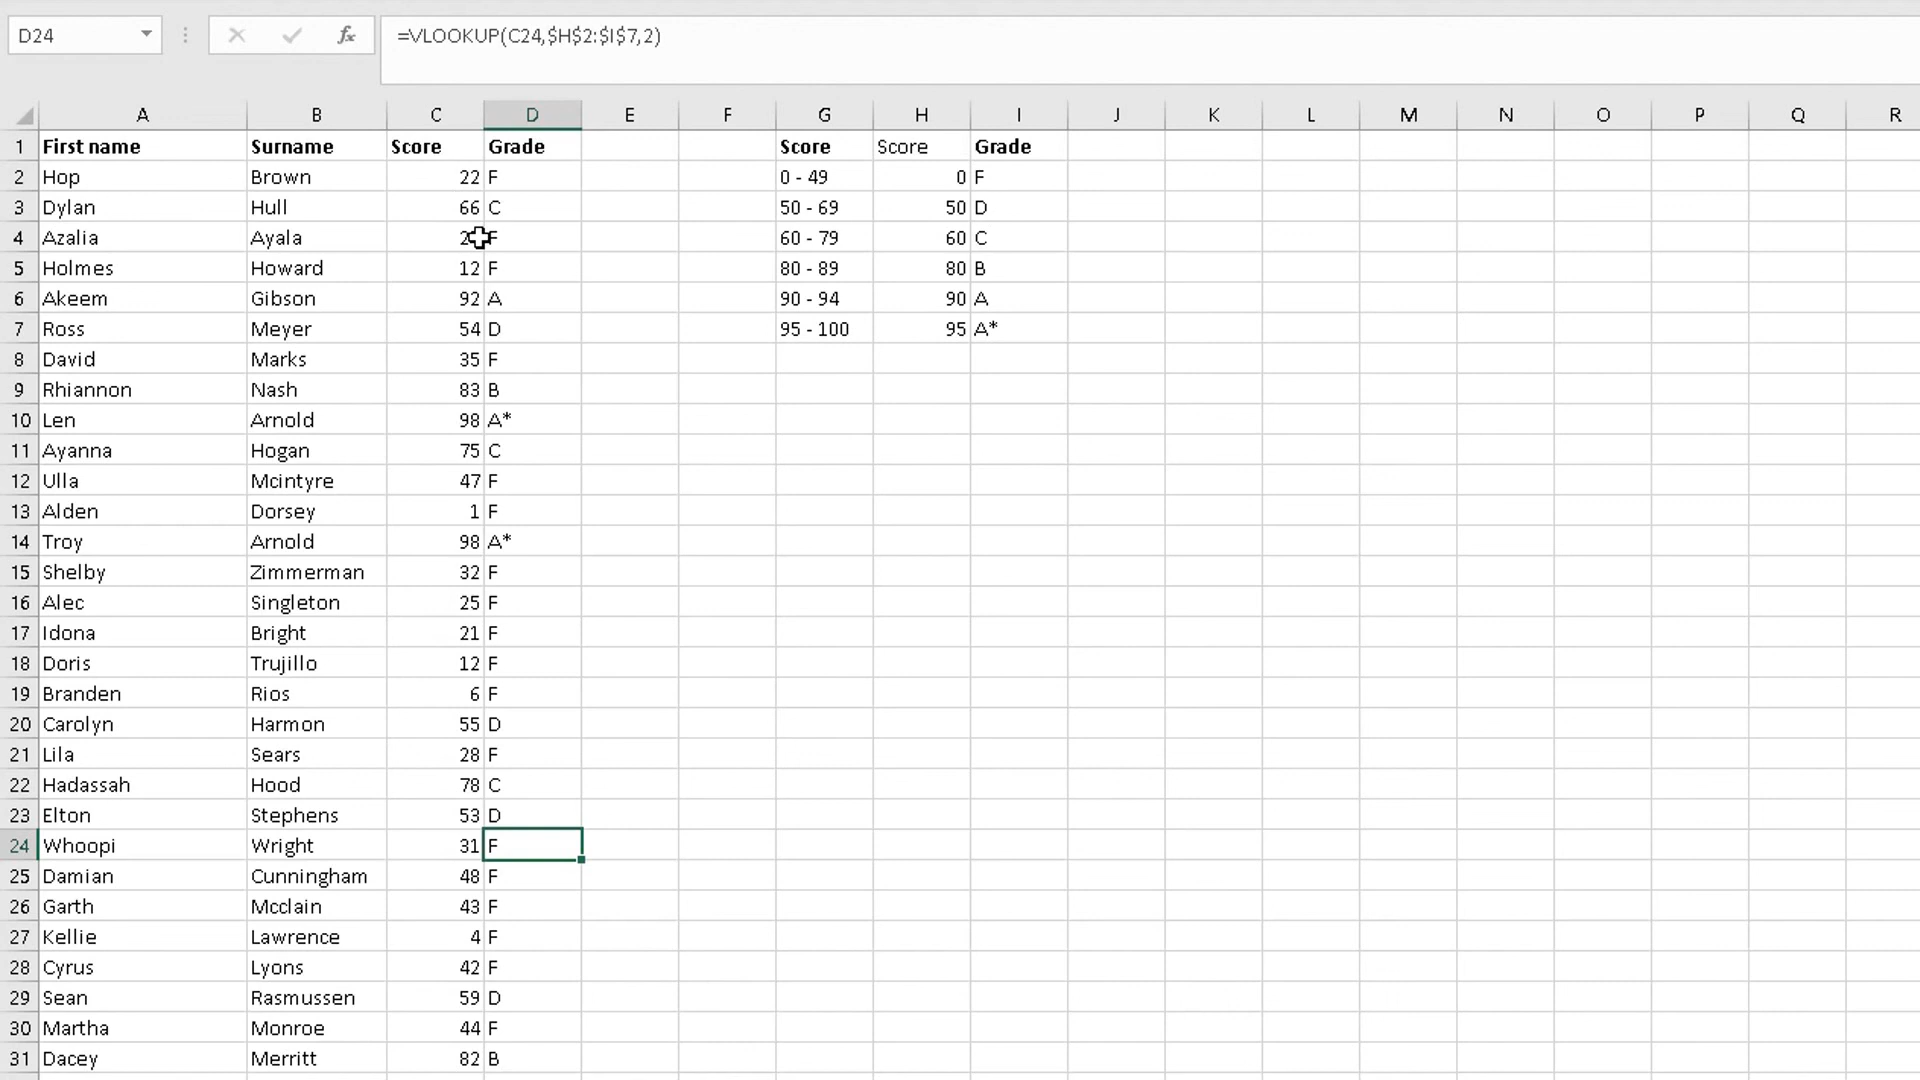 D24 fx =VLOOKUP(C24,$H$2:$I$7,2)
A B C D E F G H I J K L M N O P Q R
1 First name Surname Score Grade Score Score Grade
2 Hop Brown 22 F 0 - 49 0 F
3 Dylan Hull 66 C 50 - 69 50 D
4 Azalia Ayala F 60 - 79 60 C
5 Holmes Howard 12 F 80 - 89 80 B
6 Akeem Gibson 92 A 90 - 94 90 A
7 Ross Meyer 54 D 95 - 100 95 A*
8 David Marks 35 F
9 Rhiannon Nash 83 B
10 Len Arnold 98 A*
11 Ayanna Hogan 75 C
12 Ulla Mcintyre 47 F
13 Alden Dorsey 1 F
14 Troy Arnold 98 A*
15 Shelby Zimmerman 32 F
16 Alec Singleton 25 F
17 Idona Bright 21 F
18 Doris Trujillo 12 F
19 Branden Rios 6 F
20 Carolyn Harmon 55 D
21 Lila Sears 28 F
22 Hadassah Hood 78 C
23 Elton Stephens 53 D
24 Whoopi Wright 31 F
25 Damian Cunningham 48 F
26 Garth Mcclain 43 F
27 Kellie Lawrence 4 F
28 Cyrus Lyons 42 F
29 Sean Rasmussen 59 D
30 Martha Monroe 44 F
31 Dacey Merritt 82 B